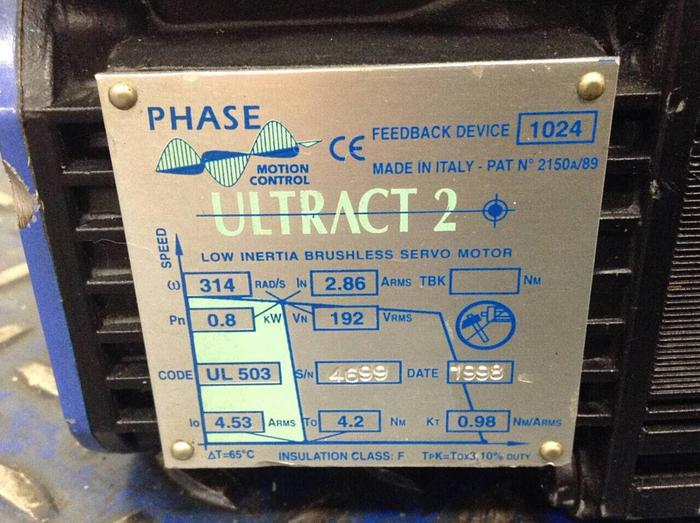 PHASE
MOTION CONTROL
CE FEEDBACK DEVICE 1024
MADE IN ITALY - PAT N° 2150A/89
ULTRACT 2
LOW INERTIA BRUSHLESS SERVO MOTOR
SPEED
ω 314 RAD/S IN 2.86 ARMS TBK NM
Pn 0.8 KW VN 192 VRMS
CODE UL 503 S/N 4699 DATE 1998
Io 4.53 ARMS TO 4.2 NM KT 0.98 NM/ARMS
ΔT=65°C INSULATION CLASS: F TPK=TOX3,10% DUTY